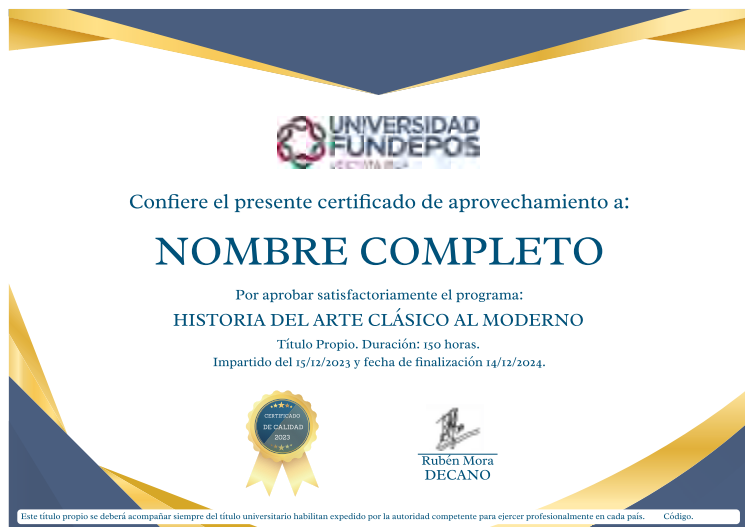 UNIVERSIDAD
FUNDEPOS
Confiere el presente certificado de aprovechamiento a:
NOMBRE COMPLETO
Por aprobar satisfactoriamente el programa:
HISTORIA DEL ARTE CLÁSICO AL MODERNO
Título Propio. Duración: 150 horas.
Impartido del 15/12/2023 y fecha de finalización 14/12/2024.
CERTIFICADO
DE CALIDAD
2023
Rubén Mora
DECANO
Este título propio se deberá acompañar siempre del título universitario habilitan expedido por la autoridad competente para ejercer profesionalmente en cada país. Código.